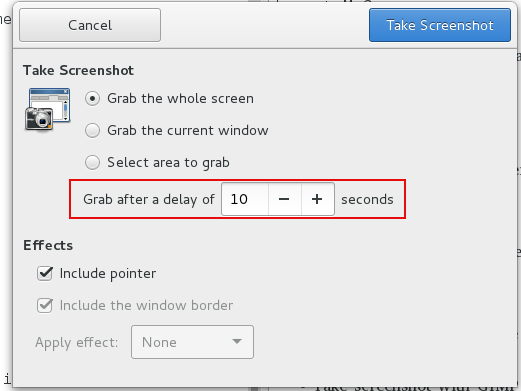 Cancel
Take Screenshot
Take Screenshot
Grab the whole screen
Grab the current window
Select area to grab
Grab after a delay of 10 − + seconds
Effects
Include pointer
Include the window border
Apply effect: None